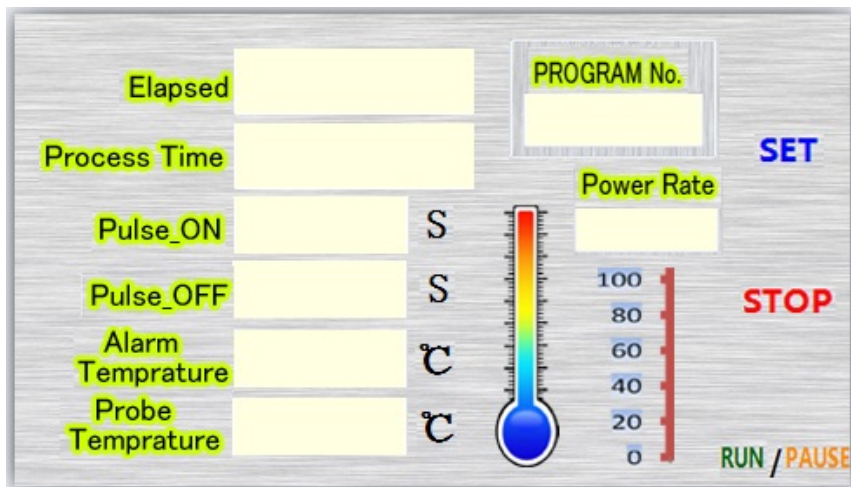 Elapsed
PROGRAM No.
Process Time
SET
Power Rate
Pulse_ON
S
Pulse_OFF
S
100
STOP
80
Alarm
Temprature
℃
60
40
Probe
Temprature
℃
20
0
RUN / PAUSE